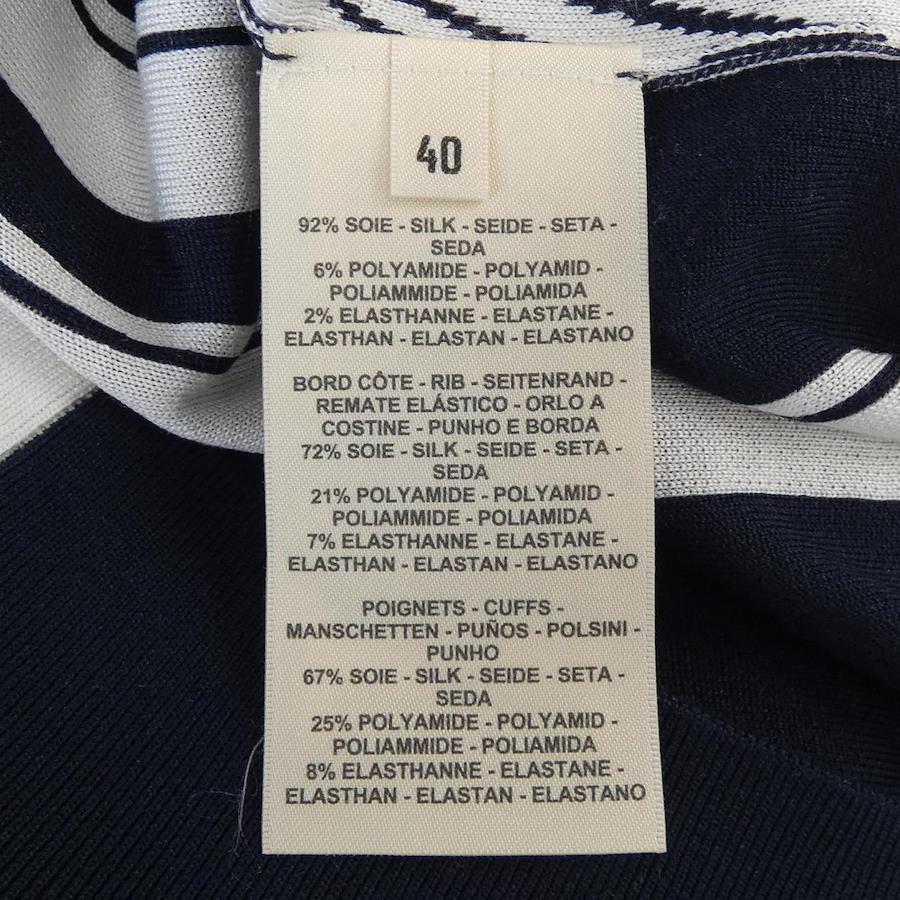 40
92% SOIE - SILK - SEIDE - SETA -
SEDA
6% POLYAMIDE - POLYAMID -
POLIAMMIDE - POLIAMIDA
2% ELASTHANNE - ELASTANE -
ELASTHAN - ELASTAN - ELASTANO
BORD CÔTE - RIB - SEITENRAND -
REMATE ELÁSTICO - ORLO A
COSTINE - PUNHO E BORDA
72% SOIE - SILK - SEIDE - SETA -
SEDA
21% POLYAMIDE - POLYAMID -
POLIAMMIDE - POLIAMIDA
7% ELASTHANNE - ELASTANE -
ELASTHAN - ELASTAN - ELASTANO
POIGNETS - CUFFS -
MANSCHETTEN - PUÑOS - POLSINI -
PUNHO
67% SOIE - SILK - SEIDE - SETA -
SEDA
25% POLYAMIDE - POLYAMID -
POLIAMMIDE - POLIAMIDA
8% ELASTHANNE - ELASTANE -
ELASTHAN - ELASTAN - ELASTANO